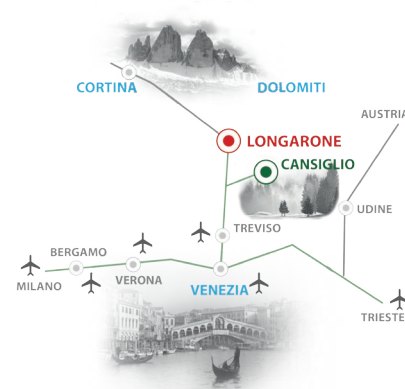 CORTINA
DOLOMITI
AUSTRIA
LONGARONE
CANSIGLIO
UDINE
TREVISO
BERGAMO
VERONA
MILANO
VENEZIA
TRIESTE